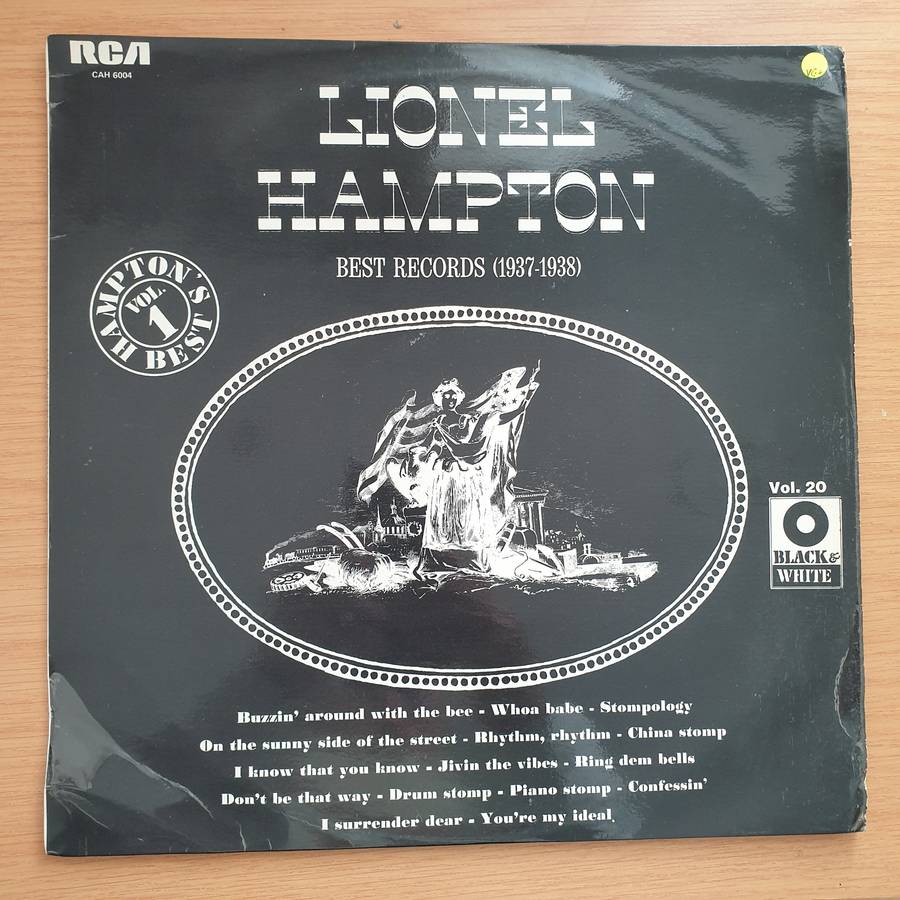 RCA
CAH 6004
VG+
LIONEL
HAMPTON
BEST RECORDS (1937-1938)
HAMPTON'S BEST
VOL.
1
Vol. 20
BLACK &
WHITE
Buzzin' around with the bee - Whoa babe - Stompology
On the sunny side of the street - Rhythm, rhythm - China stomp
I know that you know - Jivin the vibes - Ring dem bells
Don't be that way - Drum stomp - Piano stomp - Confessin'
I surrender dear - You're my ideal.